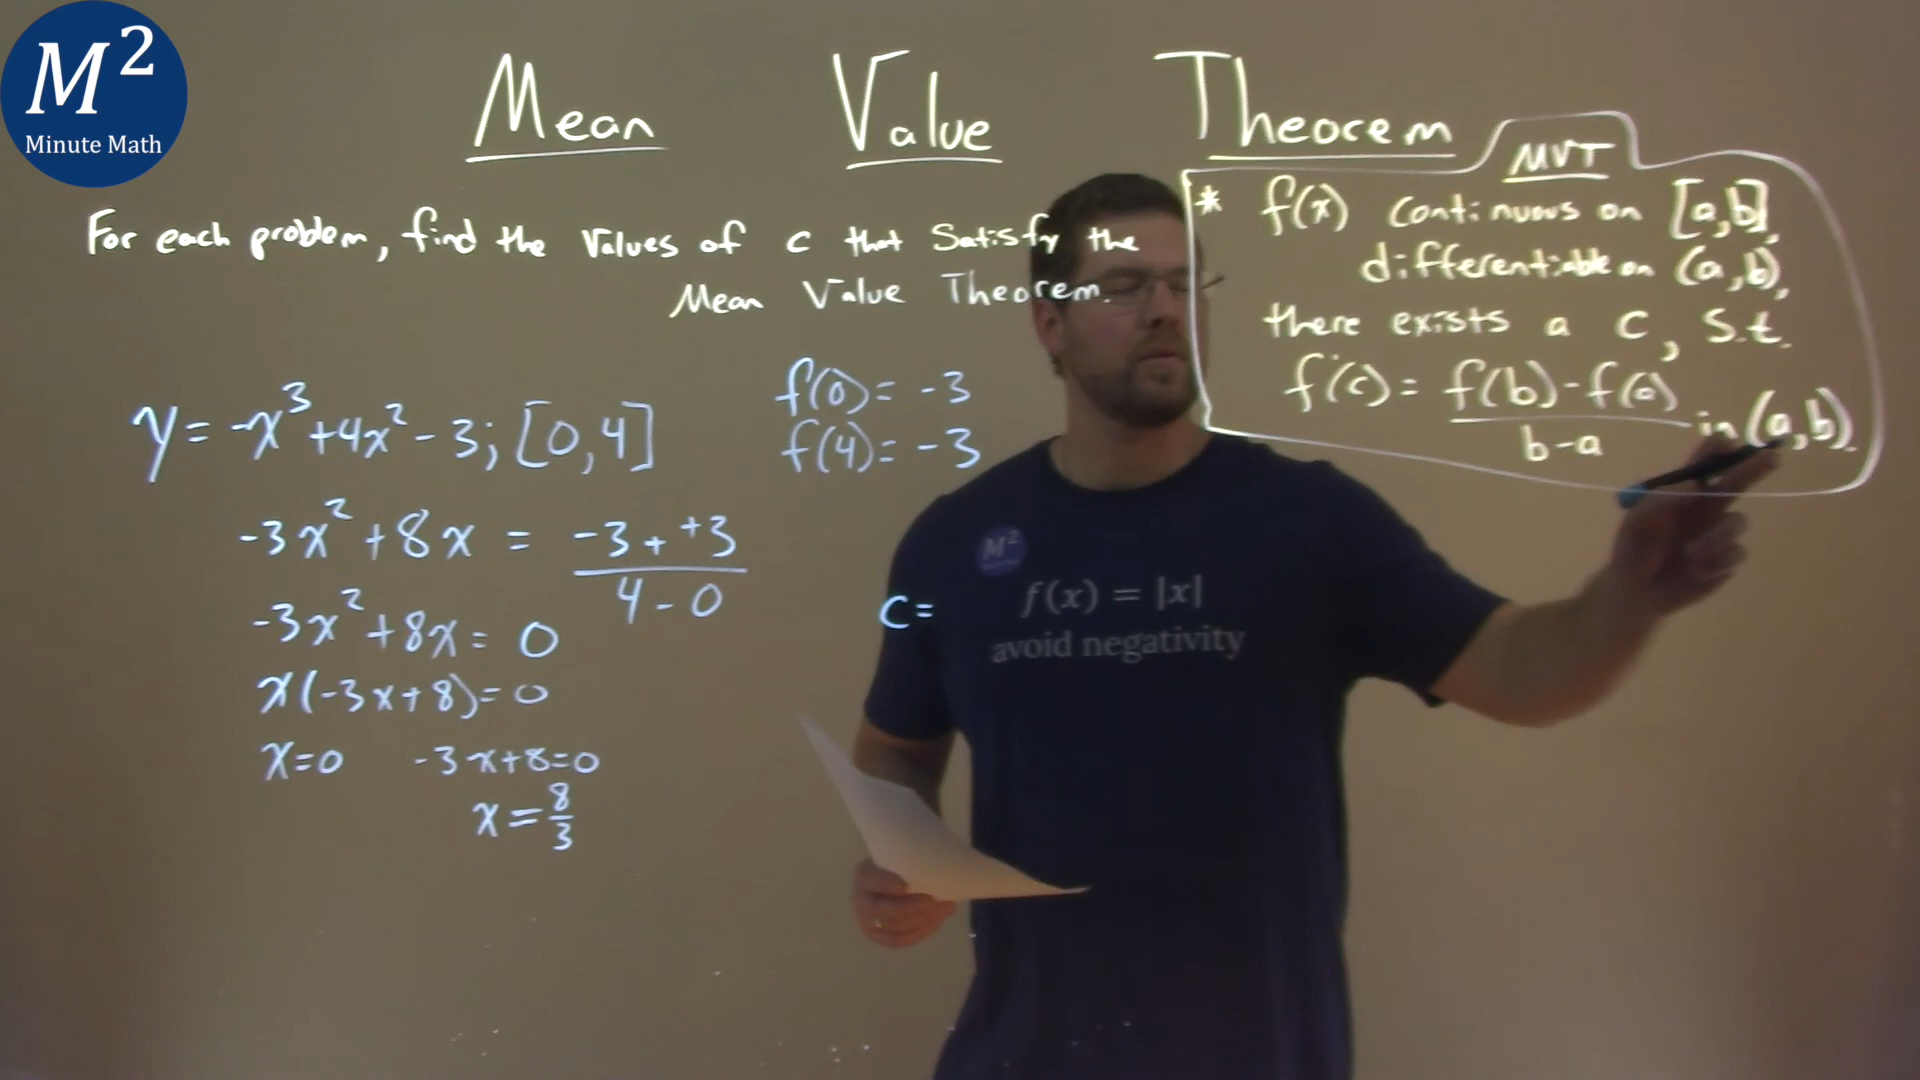 M²
Minute Math
Mean Value Theorem
MVT
For each problem, find the values of c that satisfy the
Mean Value Theorem.
* f(x) continuous on [a,b],
differentiable on (a,b),
there exists a c, s.t.
f'(c) = f(b) - f(a) / b - a in (a,b).
y = -x³ + 4x² - 3; [0,4]
f(0) = -3
f(4) = -3
-3x² + 8x = -3 + +3 / 4 - 0
-3x² + 8x = 0
x(-3x + 8) = 0
x = 0 -3x + 8 = 0
x = 8/3
c =
M²
f(x) = |x|
avoid negativity